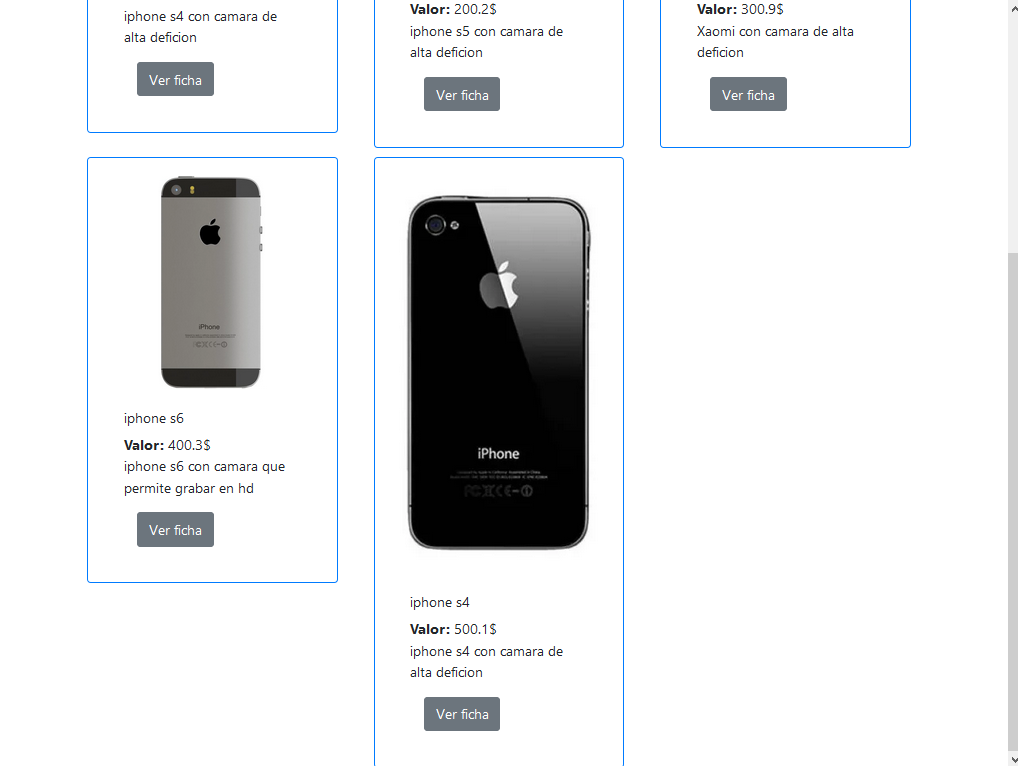 iphone s4 con camara de
alta deficion
Ver ficha
Valor: 200.2$
iphone s5 con camara de
alta deficion
Ver ficha
Valor: 300.9$
Xaomi con camara de alta
deficion
Ver ficha
iPhone
iphone s6
Valor: 400.3$
iphone s6 con camara que
permite grabar en hd
Ver ficha
iPhone
iphone s4
Valor: 500.1$
iphone s4 con camara de
alta deficion
Ver ficha